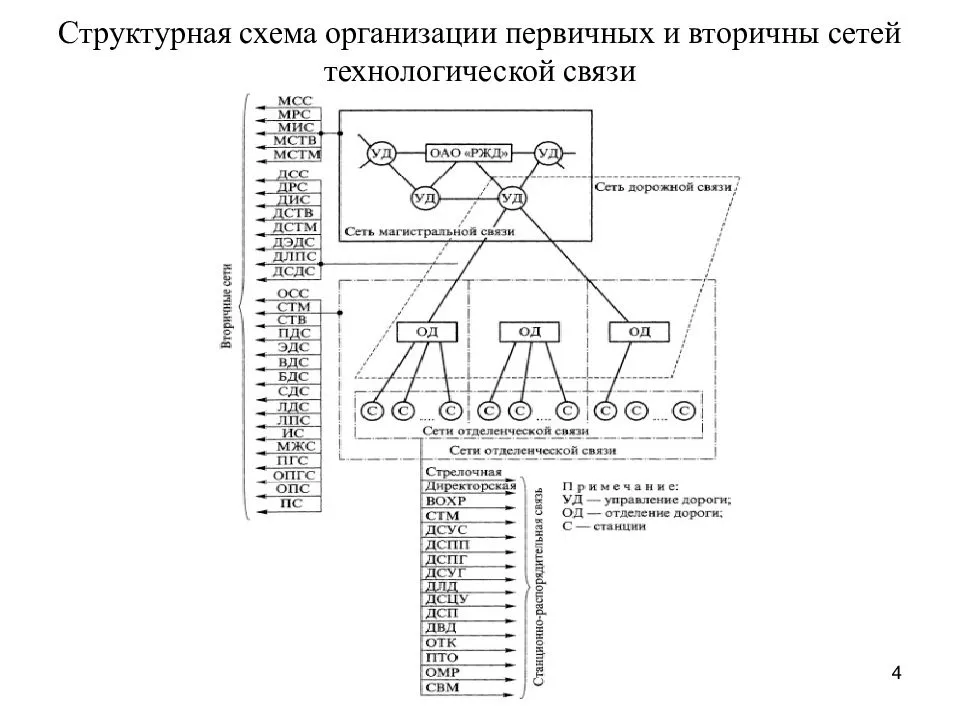 Структурная схема организации первичных и вторичны сетей
технологической связи
МСС
МРС
МИС
МСТВ
МСТМ
ДСС
ДРС
ДИС
ДСТВ
ДСТМ
ДЭДС
ДЛПС
ДСДС
ОСС
СТМ
СТВ
ПДС
ЭДС
ВДС
БДС
СДС
ЛДС
ЛПС
ИС
МЖС
ПГС
ОПГС
ОПС
ПС
Вторичные сети
УД
ОАО «РЖД»
УД
УД
УД
Сеть магистральной связи
Сеть дорожной связи
ОД
ОД
ОД
С С ..... С С С ..... С С С ..... С
Сети отделенческой связи
Сети отделенческой связи
Стрелочная
Директорская
ВОХР
СТМ
ДСУС
ДСПП
ДСПГ
ДСУГ
ДЛД
ДСЦУ
ДСП
ДВД
ОТК
ПТО
ОМР
СВМ
Станционно-распорядительная связь
Примечание:
УД — управление дороги;
ОД — отделение дороги;
С — станции
4